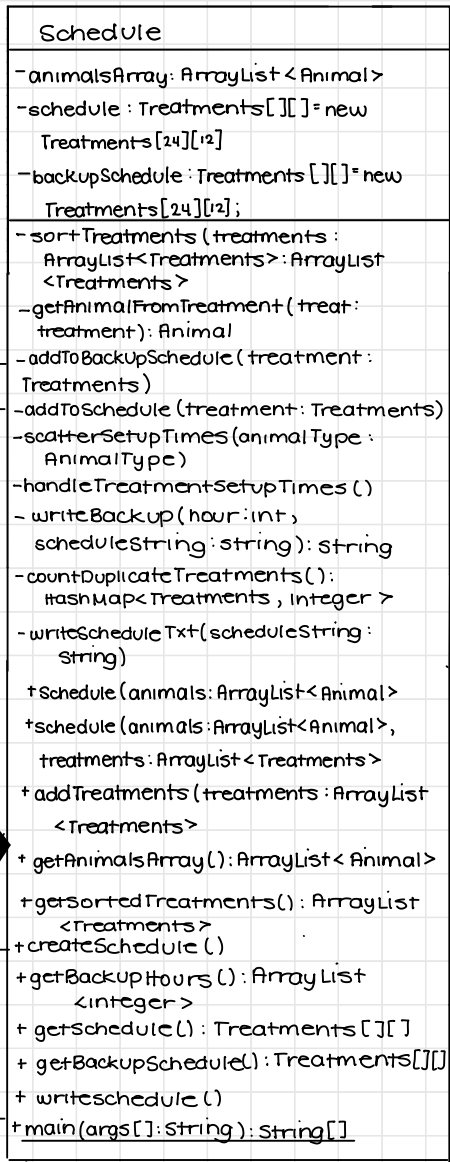 Schedule
-animalsArray: ArrayList<Animal>
-schedule : Treatments[][]= new
Treatments[24][12]
-backupSchedule : Treatments [][]= new
Treatments[24][12];
-sortTreatments (treatments :
ArrayList<Treatments>: ArrayList
<Treatments>
-getAnimalFromTreatment(treat:
treatment): Animal
-addToBackupSchedule(treatment :
Treatments)
-addToSchedule (treatment: Treatments)
-scatterSetupTimes(animalType :
AnimalType)
-handleTreatmentSetupTimes ()
- writeBackup (hour: int,
scheduleString: string): string
-countDuplicateTreatments():
HashMap<Treatments, Integer >
-writeScheduleTxt(scheduleString:
string)
+Schedule(animals: ArrayList<Animal>
+schedule (animals: ArrayList<Animal>,
treatments: ArrayList<Treatments>
+ addTreatments (treatments : ArrayList
<Treatments>
+ getAnimalsArray(): ArrayList< Animal>
+getsortedTreatments(): ArrayList
<Treatments>
+createSchedule ()
+getBackupHours (): ArrayList
<integer>
+ getschedule(): Treatments [][]
+ getBackupSchedule(): Treatments[][]
+ writeschedule ()
+main(args[]: String): String[]